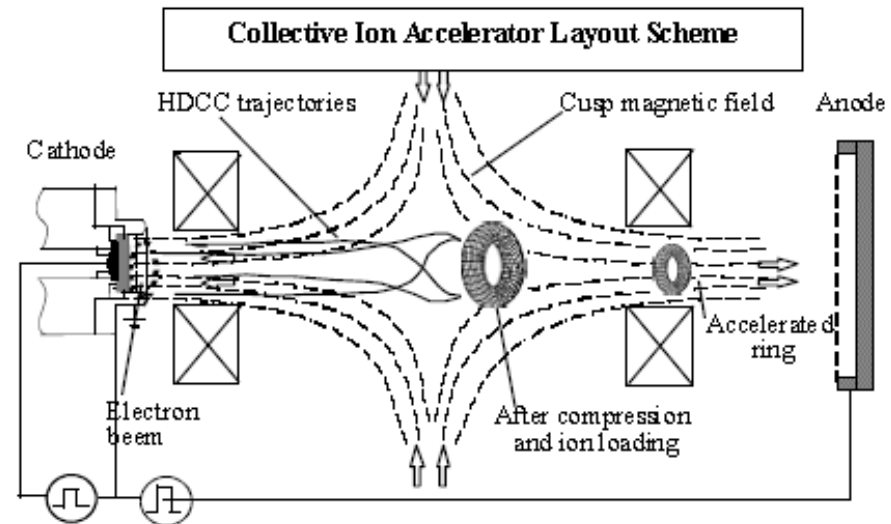 Collective Ion Accelerator Layout Scheme
HDCC trajectories
Cusp magnetic field
Anode
Cathode
Accelerated
ring
Electron
beam
After compression
and ion loading